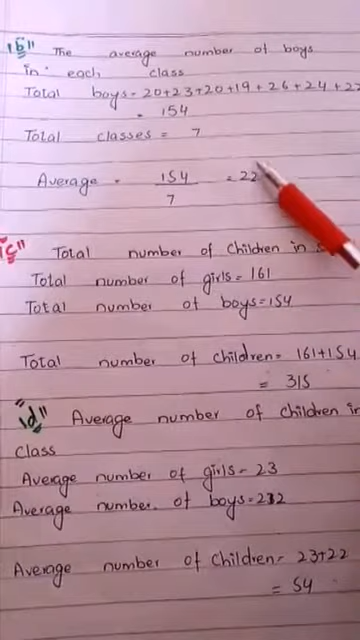 "b" The average number of boys
in each class
Total boys = 20+23+20+19+26+24+22
= 154
Total classes = 7
Average = 154/7 = 22
"c" Total number of Children in
Total number of girls = 161
Total number of boys = 154
Total number of children = 161+154
= 315
"d" Average number of children in
class
Average number of girls = 23
Average number of boys = 232
Average number of children = 23+22
= 54